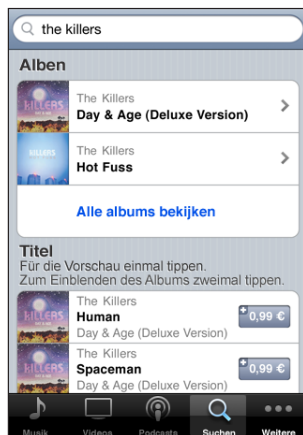 the killers
Alben
The Killers
Day & Age (Deluxe Version)
The Killers
Hot Fuss
Alle albums bekijken
Titel
Für die Vorschau einmal tippen.
Zum Einblenden des Albums zweimal tippen.
The Killers
Human
Day & Age (Deluxe Version)
0,99 €
The Killers
Spaceman
Day & Age (Deluxe Version)
0,99 €
Musik Videos Podcasts Suchen Weitere